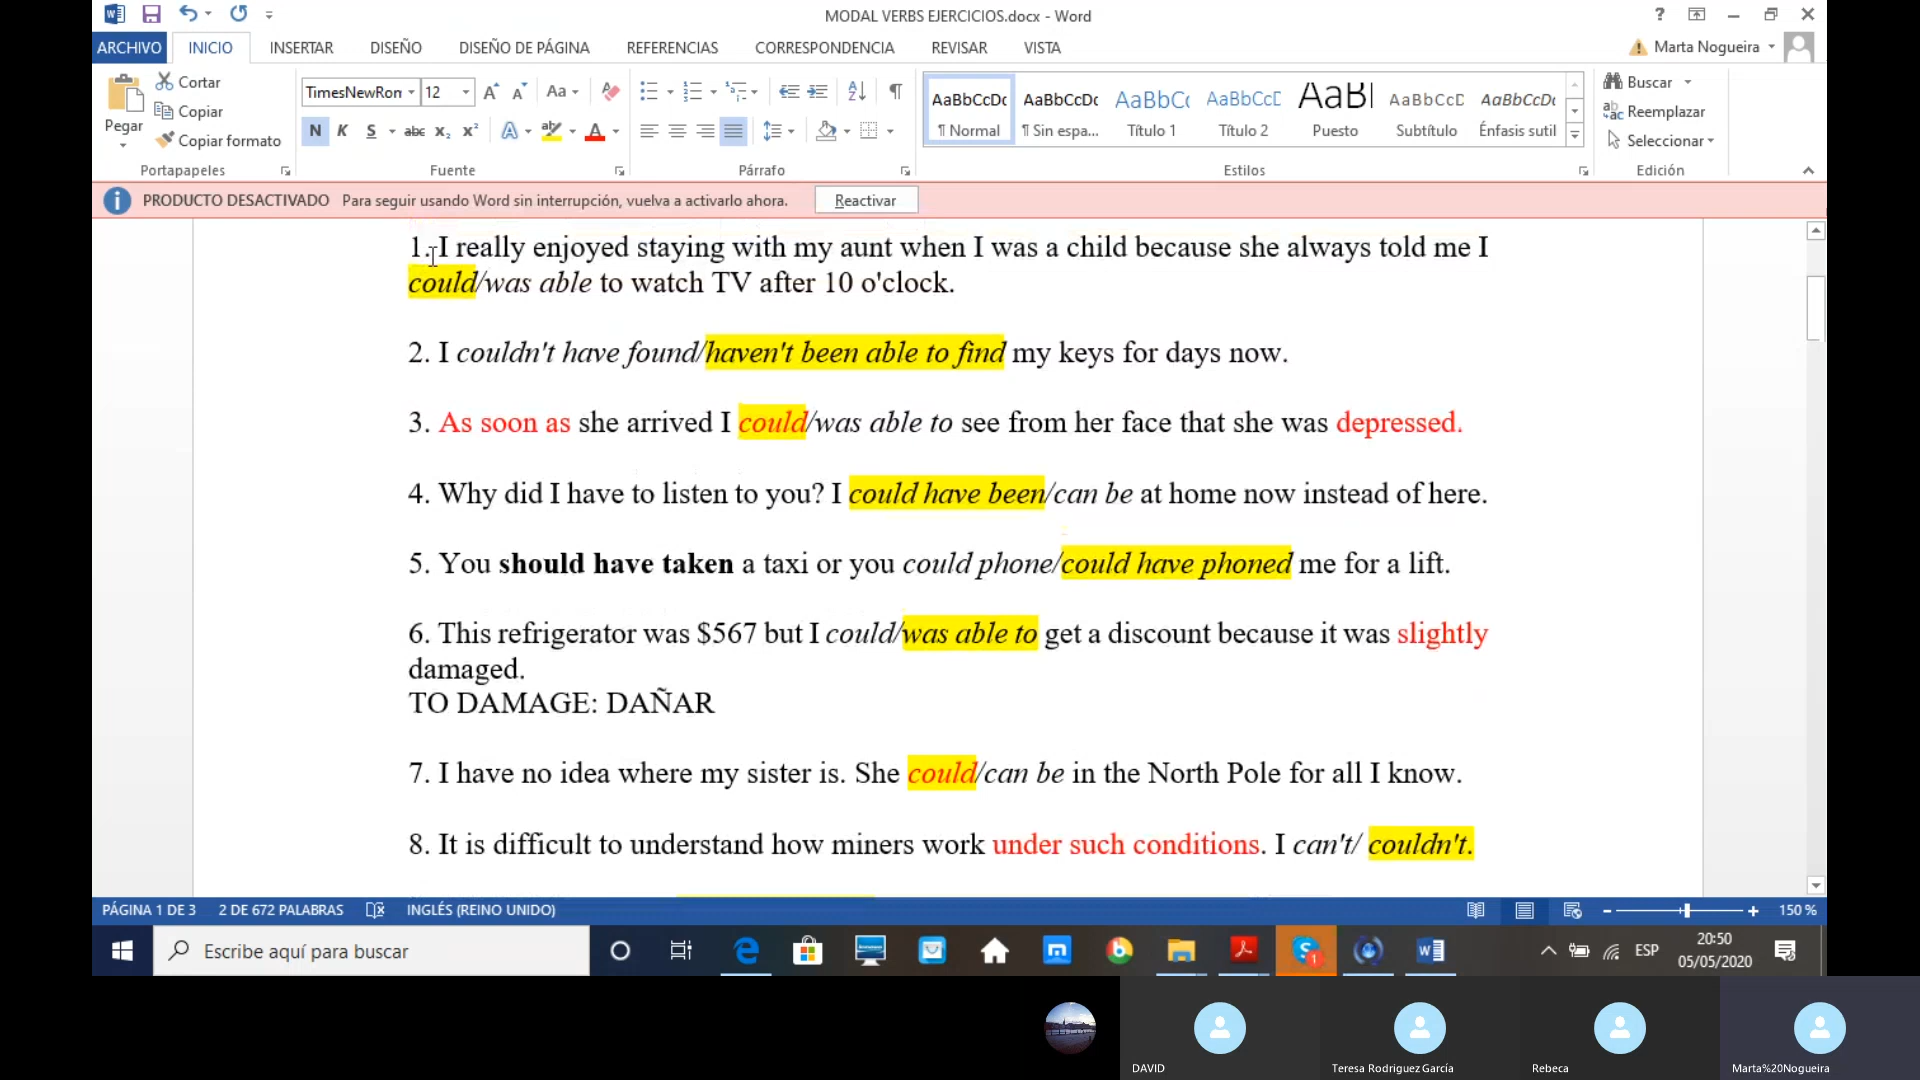 MODAL VERBS EJERCICIOS.docx - Word
?
ARCHIVO INICIO INSERTAR DISEÑO DISEÑO DE PÁGINA REFERENCIAS CORRESPONDENCIA REVISAR VISTA Marta Nogueira
Pegar
Cortar
Copiar
Copiar formato
Portapapeles
TimesNewRon 12 Aa
N K S abc x₂ x² A ab A
Fuente
Párrafo
AaBbCcDc AaBbCcDc AaBbCc AaBbCcD AaB AaBbCcD AaBbCcDc
¶ Normal ¶ Sin espa... Título 1 Título 2 Puesto Subtítulo Énfasis sutil
Estilos
Buscar
Reemplazar
Seleccionar
Edición
PRODUCTO DESACTIVADO Para seguir usando Word sin interrupción, vuelva a activarlo ahora. Reactivar
1. I really enjoyed staying with my aunt when I was a child because she always told me I
could/was able to watch TV after 10 o'clock.
2. I couldn't have found/haven't been able to find my keys for days now.
3. As soon as she arrived I could/was able to see from her face that she was depressed.
4. Why did I have to listen to you? I could have been/can be at home now instead of here.
5. You should have taken a taxi or you could phone/could have phoned me for a lift.
6. This refrigerator was $567 but I could/was able to get a discount because it was slightly
damaged.
TO DAMAGE: DAÑAR
7. I have no idea where my sister is. She could/can be in the North Pole for all I know.
8. It is difficult to understand how miners work under such conditions. I can't/ couldn't.
PÁGINA 1 DE 3 2 DE 672 PALABRAS INGLÉS (REINO UNIDO) 150 %
Escribe aquí para buscar
ESP
20:50
05/05/2020
DAVID
Teresa Rodriguez García
Rebeca
Marta%20Nogueira